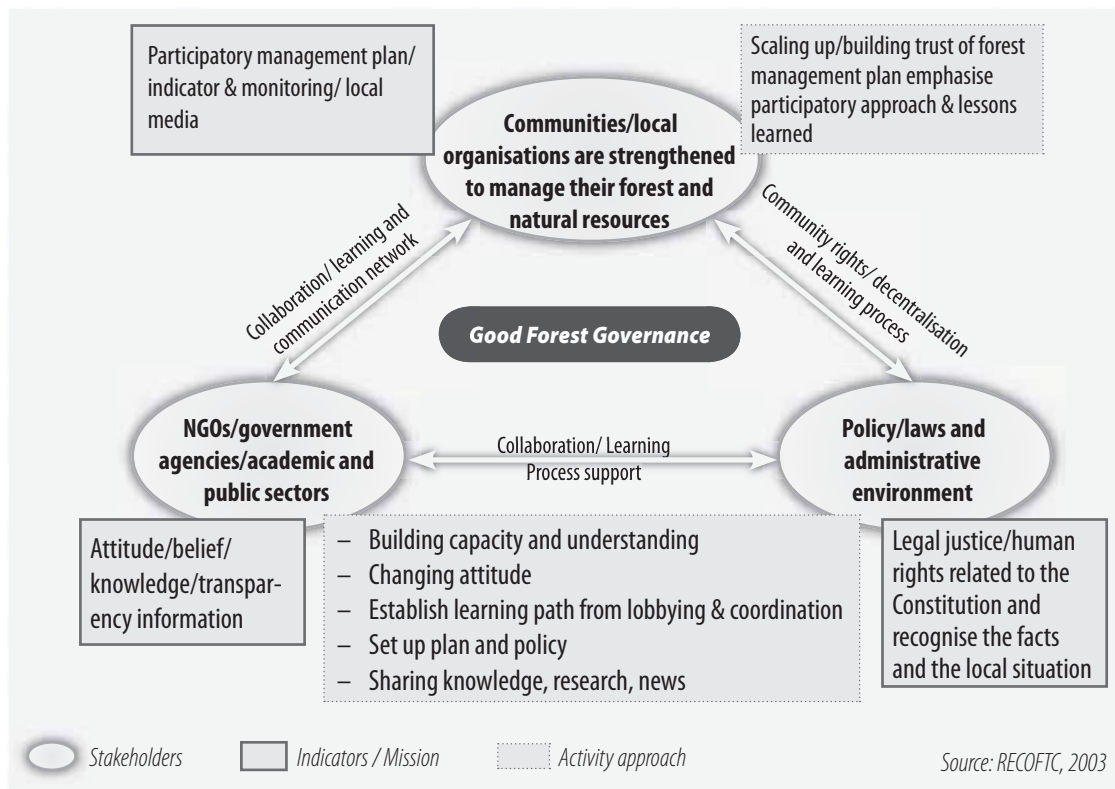 Participatory management plan/
indicator & monitoring/ local
media
Scaling up/building trust of forest
management plan emphasise
participatory approach & lessons
learned
Communities/local
organisations are strengthened
to manage their forest and
natural resources
Collaboration/ learning and
communication network
Community rights/ decentralisation
and learning process
Good Forest Governance
NGOs/government
agencies/academic and
public sectors
Collaboration/ Learning
Process support
Policy/laws and
administrative
environment
Attitude/belief/
knowledge/transpar-
ency information
– Building capacity and understanding
– Changing attitude
– Establish learning path from lobbying & coordination
– Set up plan and policy
– Sharing knowledge, research, news
Legal justice/human
rights related to the
Constitution and
recognise the facts
and the local situation
Stakeholders
Indicators / Mission
Activity approach
Source: RECOFTC, 2003